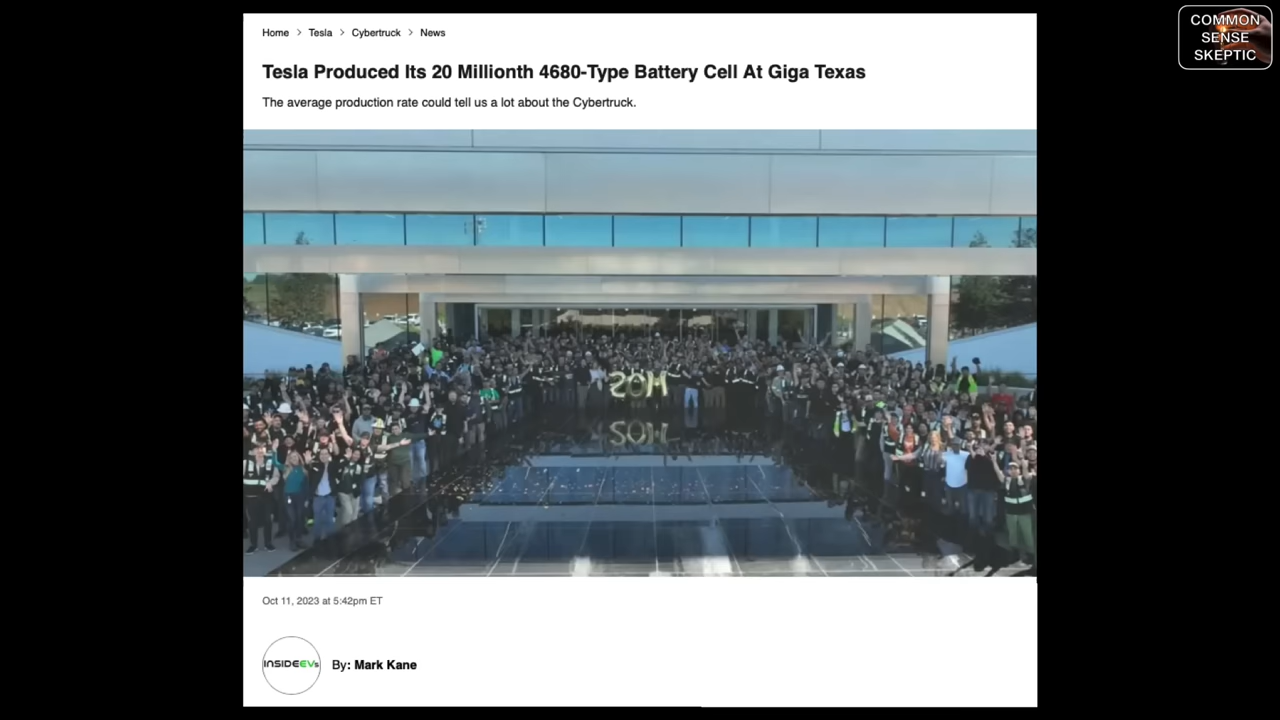 COMMON
SENSE
SKEPTIC
Home > Tesla > Cybertruck > News
Tesla Produced Its 20 Millionth 4680-Type Battery Cell At Giga Texas
The average production rate could tell us a lot about the Cybertruck.
20M
Oct 11, 2023 at 5:42pm ET
INSIDEEVs
By: Mark Kane